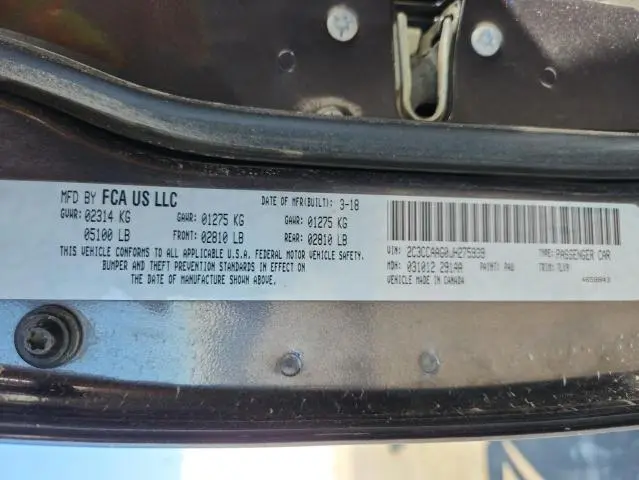 MFD BY FCA US LLC DATE OF MFR(BUILT): 3-18
GVWR: 02314 KG GAWR: 01275 KG GAWR: 01275 KG
05100 LB FRONT: 02810 LB REAR: 02810 LB
THIS VEHICLE CONFORMS TO ALL APPLICABLE U.S. FEDERAL MOTOR VEHICLE SAFETY,
BUMPER AND THEFT PREVENTION STANDARDS IN EFFECT ON
THE DATE OF MANUFACTURE SHOWN ABOVE.
VIN: 2C3CCAAG0JH275939 TYPE: PASSENGER CAR
MDH: 031012 291AA PAINT: PAU TRIM: TLX9
VEHICLE MADE IN CANADA